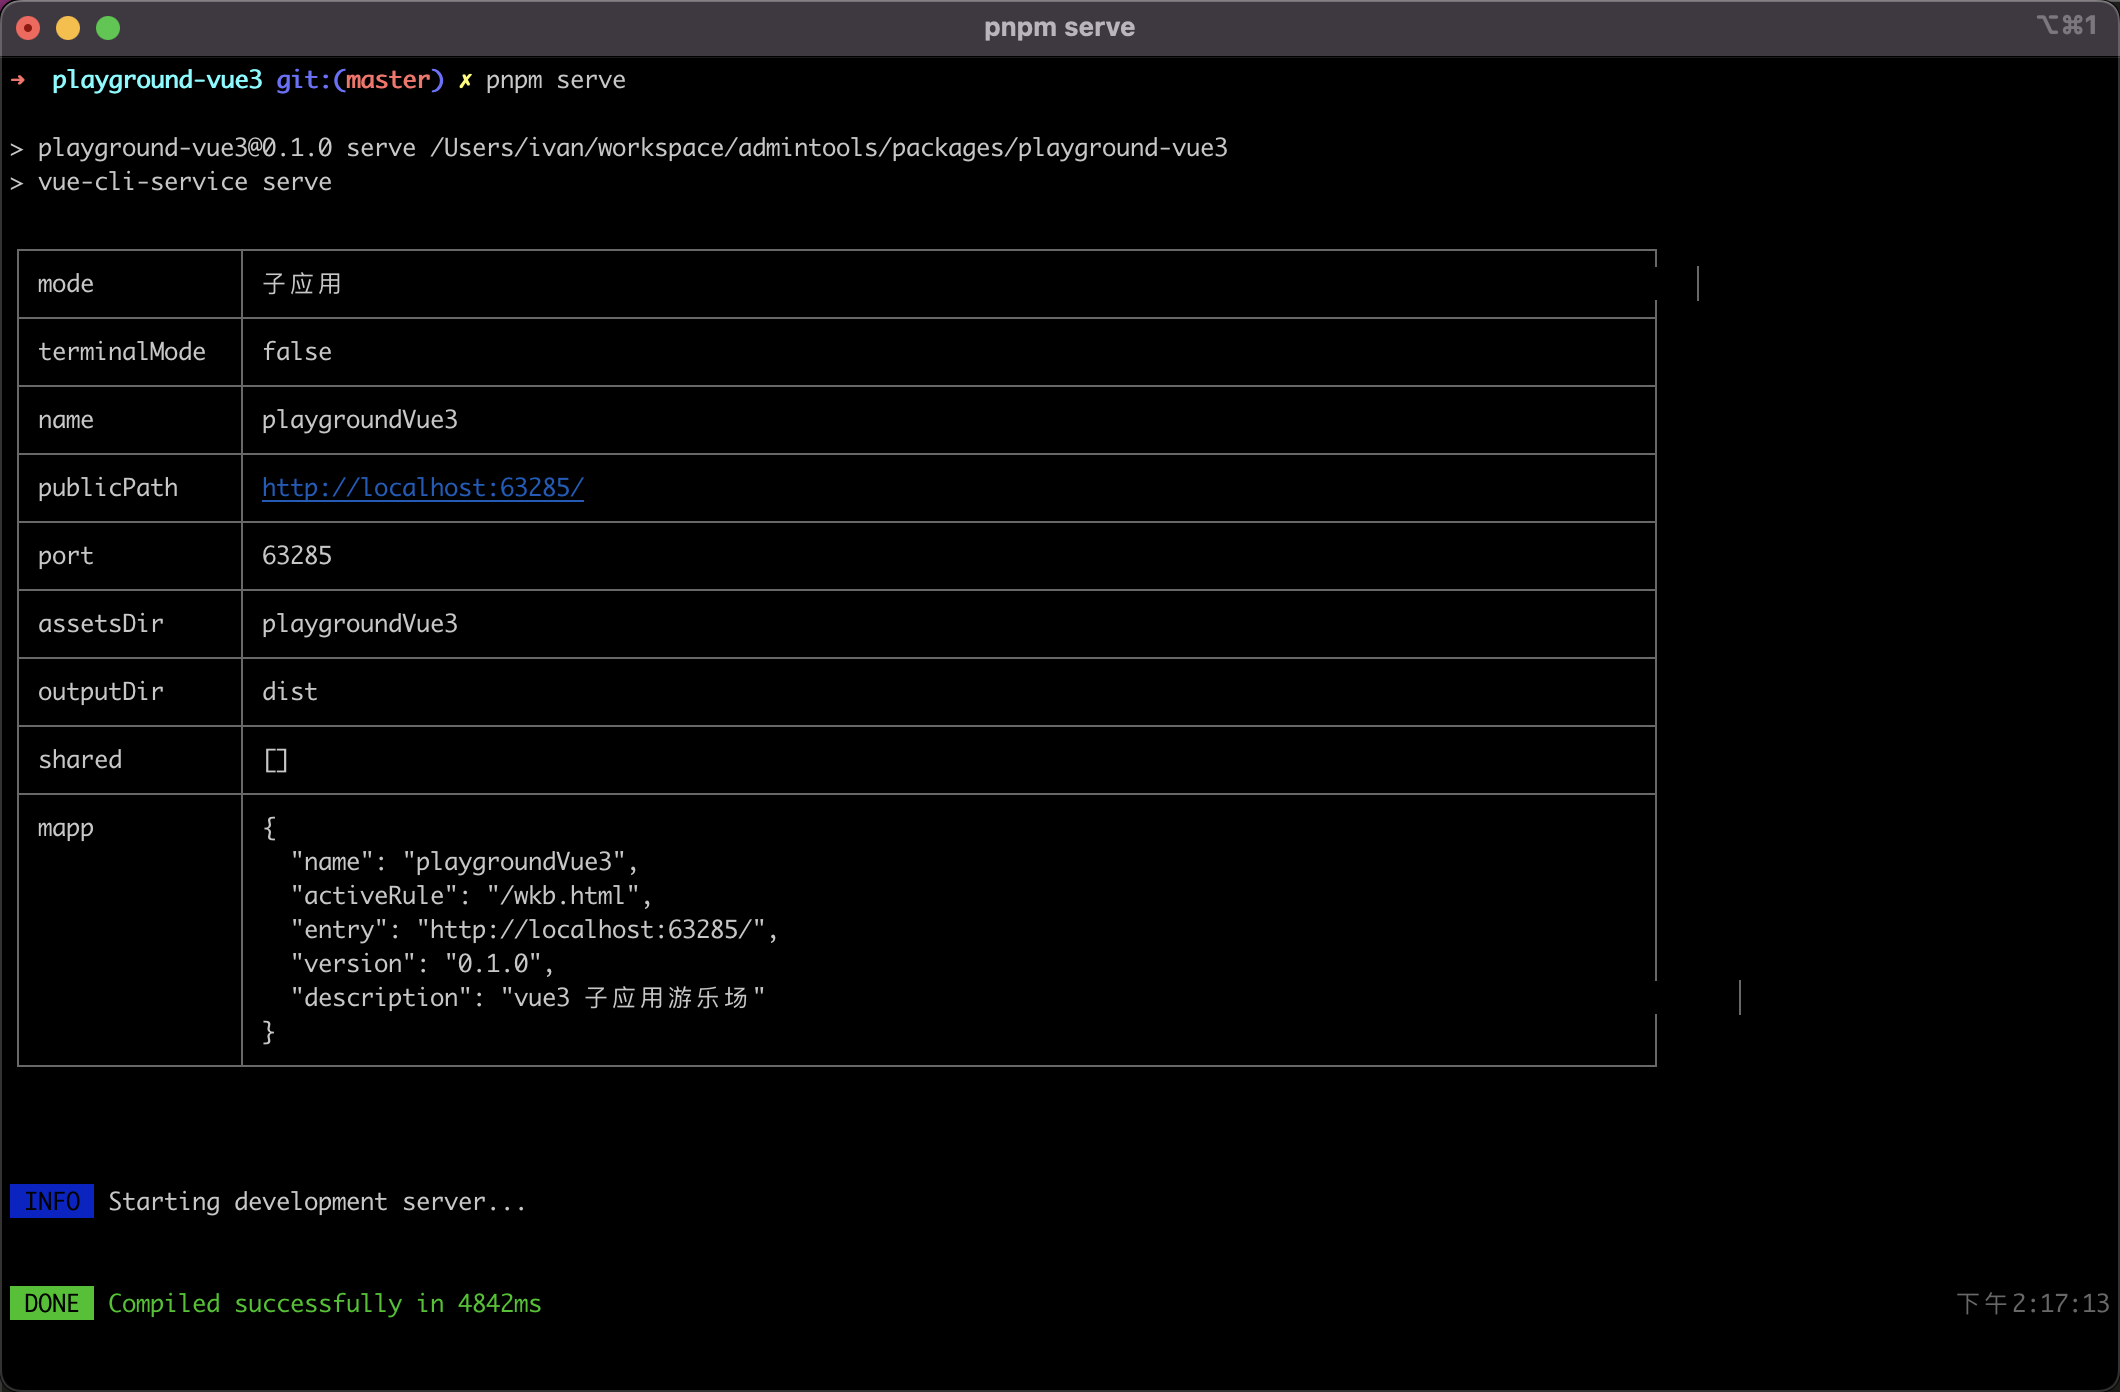 pnpm serve
⌥⌘1
➜ playground-vue3 git:(master) ✗ pnpm serve
> playground-vue3@0.1.0 serve /Users/ivan/workspace/admintools/packages/playground-vue3
> vue-cli-service serve
mode 子应用
terminalMode false
name playgroundVue3
publicPath http://localhost:63285/
port 63285
assetsDir playgroundVue3
outputDir dist
shared []
mapp {
"name": "playgroundVue3",
"activeRule": "/wkb.html",
"entry": "http://localhost:63285/",
"version": "0.1.0",
"description": "vue3 子应用游乐场"
}
INFO Starting development server...
DONE Compiled successfully in 4842ms 下午2:17:13